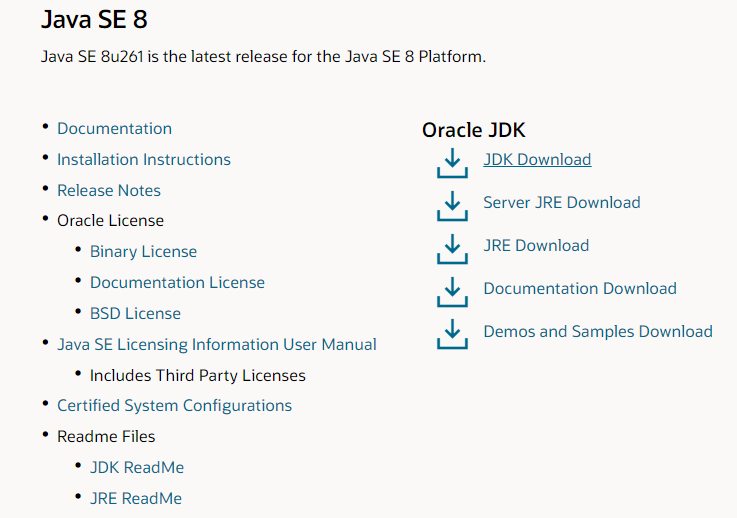 Java SE 8
Java SE 8u261 is the latest release for the Java SE 8 Platform.
Documentation
Installation Instructions
Release Notes
Oracle License
Binary License
Documentation License
BSD License
Java SE Licensing Information User Manual
Includes Third Party Licenses
Certified System Configurations
Readme Files
JDK ReadMe
JRE ReadMe
Oracle JDK
JDK Download
Server JRE Download
JRE Download
Documentation Download
Demos and Samples Download